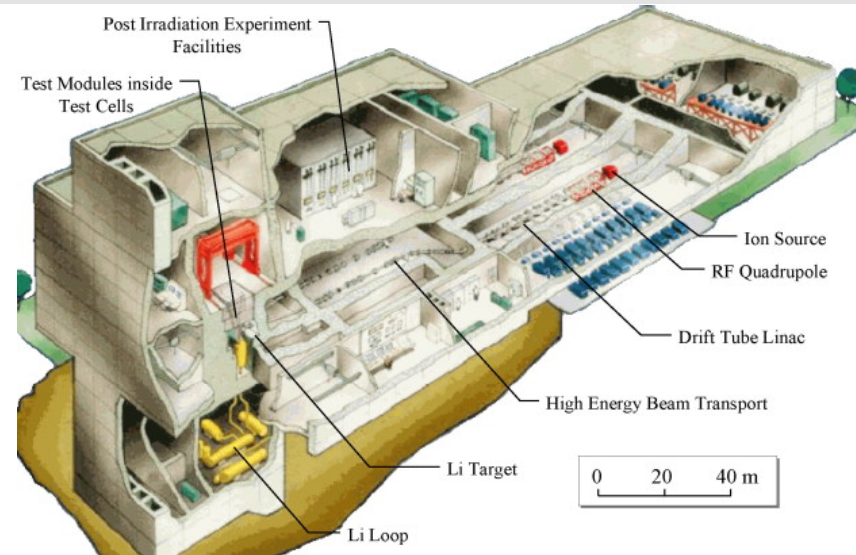 Post Irradiation Experiment
Facilities
Test Modules inside
Test Cells
Ion Source
RF Quadrupole
Drift Tube Linac
High Energy Beam Transport
Li Target
Li Loop
0 20 40 m